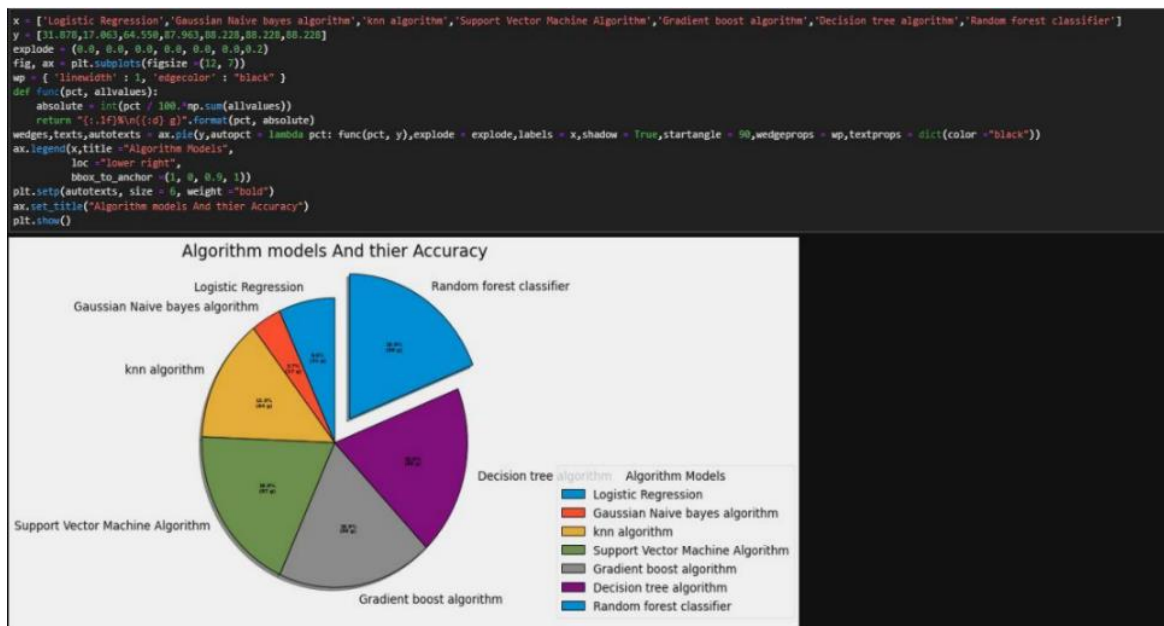 x = ['Logistic Regression','Gaussian Naive bayes algorithm','knn algorithm','Support Vector Machine Algorithm','Gradient boost algorithm','Decision tree algorithm','Random forest classifier']
y = [31.878,17.063,64.550,87.963,88.228,88.228,88.228]
explode = (0.0, 0.0, 0.0, 0.0, 0.0, 0.0,0.2)
fig, ax = plt.subplots(figsize =(12, 7))
wp = { 'linewidth' : 1, 'edgecolor' : "black" }
def func(pct, allvalues):
absolute = int(pct / 100.*np.sum(allvalues))
return "{:.1f}%\n({:d} g)".format(pct, absolute)
wedges,texts,autotexts = ax.pie(y,autopct = lambda pct: func(pct, y),explode = explode,labels = x,shadow = True,startangle = 90,wedgeprops = wp,textprops = dict(color ="black"))
ax.legend(x,title ="Algorithm Models",
loc ="lower right",
bbox_to_anchor =(1, 0, 0.9, 1))
plt.setp(autotexts, size = 6, weight ="bold")
ax.set_title("Algorithm models And thier Accuracy")
plt.show()
Algorithm models And thier Accuracy
Logistic Regression
Random forest classifier
Gaussian Naive bayes algorithm
knn algorithm
Decision tree algorithm
Support Vector Machine Algorithm
Gradient boost algorithm
Algorithm Models
Logistic Regression
Gaussian Naive bayes algorithm
knn algorithm
Support Vector Machine Algorithm
Gradient boost algorithm
Decision tree algorithm
Random forest classifier